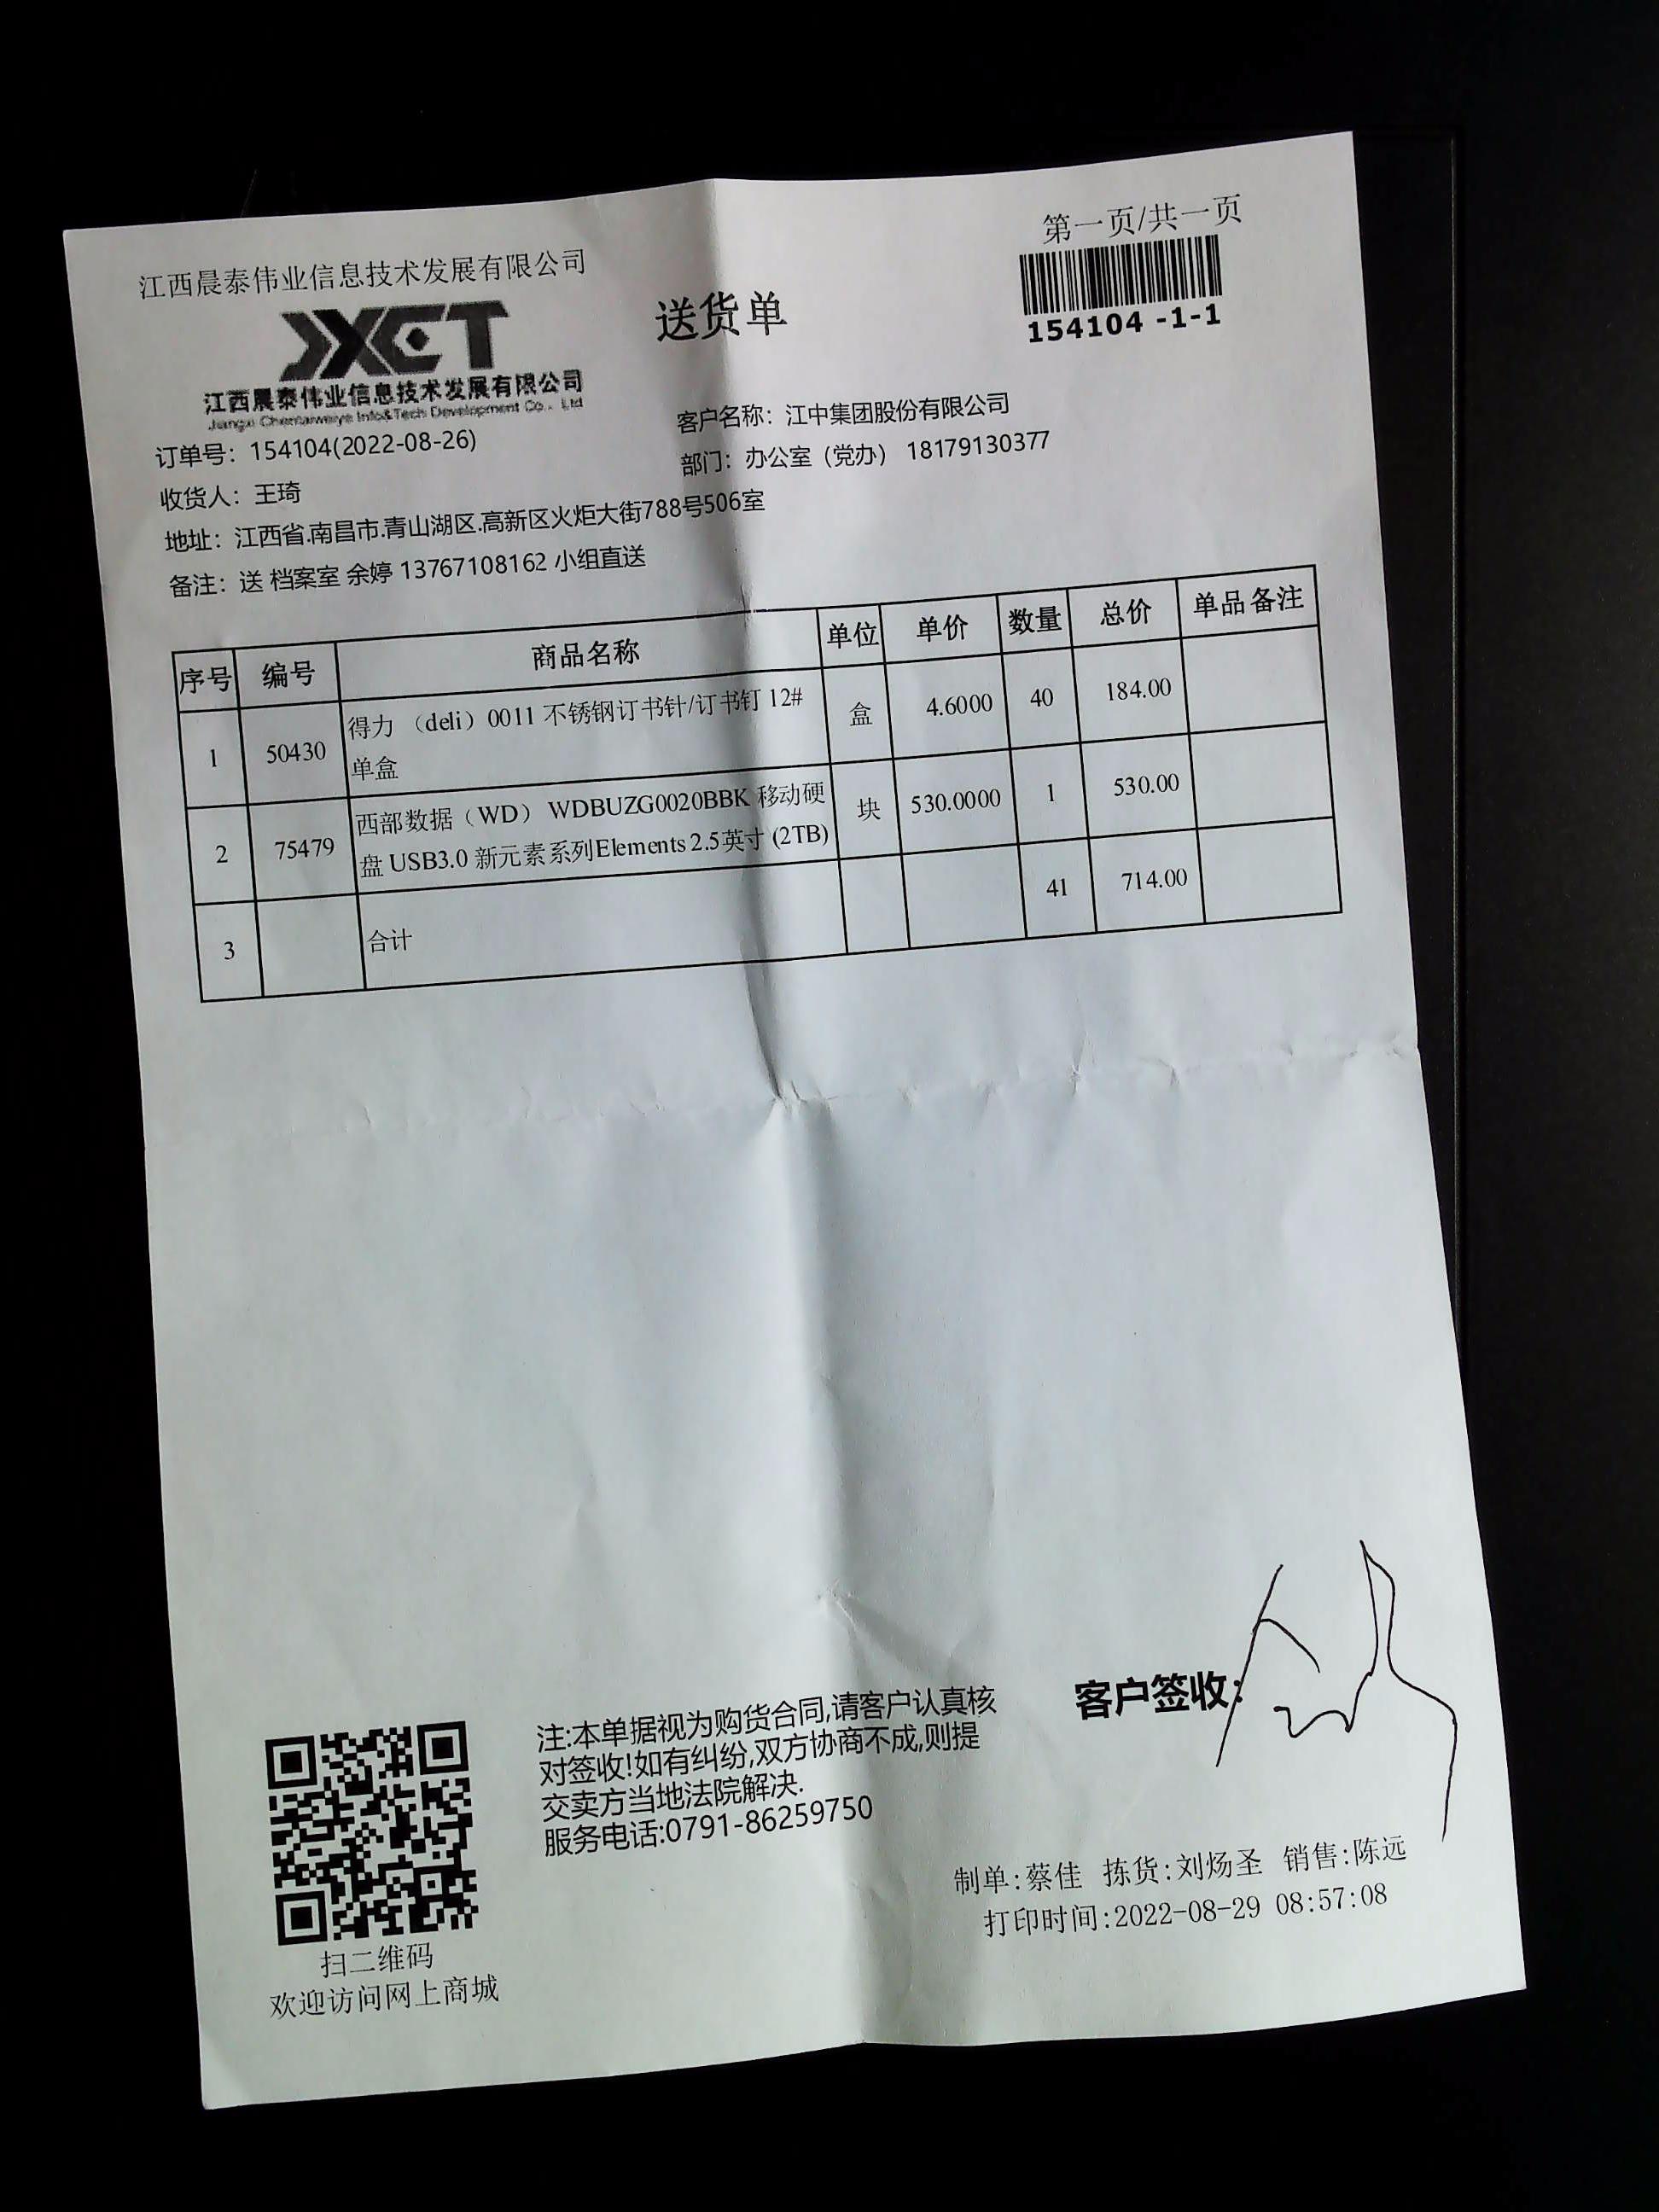 第一页/共一页
江西晨泰伟业信息技术发展有限公司
JXCT
送货单
154104 -1-1
江西晨泰伟业信息技术发展有限公司
Jiangxi Chentaiweiye Info&Tech Development Co., Ltd
客户名称：江中集团股份有限公司
订单号：154104(2022-08-26)
部门：办公室（党办） 18179130377
收货人：王琦
地址：江西省.南昌市.青山湖区.高新区火炬大街788号506室
备注：送 档案室 余婷 13767108162 小组直送
序号 编号 商品名称 单位 单价 数量 总价 单品备注
1 50430 得力 （deli）0011 不锈钢订书针/订书钉 12# 盒 4.6000 40 184.00
单盒
2 75479 西部数据（WD） WDBUZG0020BBK 移动硬 块 530.0000 1 530.00
盘 USB3.0 新元素系列Elements 2.5英寸 (2TB)
3 合计 41 714.00
客户签收:
注:本单据视为购货合同,请客户认真核
对签收!如有纠纷,双方协商不成,则提
交卖方当地法院解决.
服务电话:0791-86259750
制单:蔡佳 拣货:刘炀圣 销售:陈远
打印时间:2022-08-29 08:57:08
扫二维码
欢迎访问网上商城